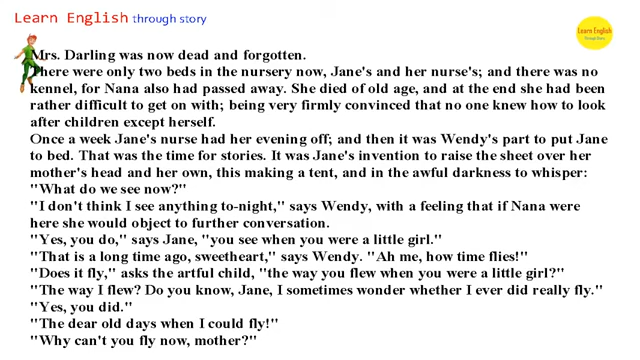 Learn English through story
Learn English
Through Story
Mrs. Darling was now dead and forgotten.
There were only two beds in the nursery now, Jane's and her nurse's; and there was no
kennel, for Nana also had passed away. She died of old age, and at the end she had been
rather difficult to get on with; being very firmly convinced that no one knew how to look
after children except herself.
Once a week Jane's nurse had her evening off; and then it was Wendy's part to put Jane
to bed. That was the time for stories. It was Jane's invention to raise the sheet over her
mother's head and her own, this making a tent, and in the awful darkness to whisper:
"What do we see now?"
"I don't think I see anything to-night," says Wendy, with a feeling that if Nana were
here she would object to further conversation.
"Yes, you do," says Jane, "you see when you were a little girl."
"That is a long time ago, sweetheart," says Wendy. "Ah me, how time flies!"
"Does it fly," asks the artful child, "the way you flew when you were a little girl?"
"The way I flew? Do you know, Jane, I sometimes wonder whether I ever did really fly."
"Yes, you did."
"The dear old days when I could fly!"
"Why can't you fly now, mother?"